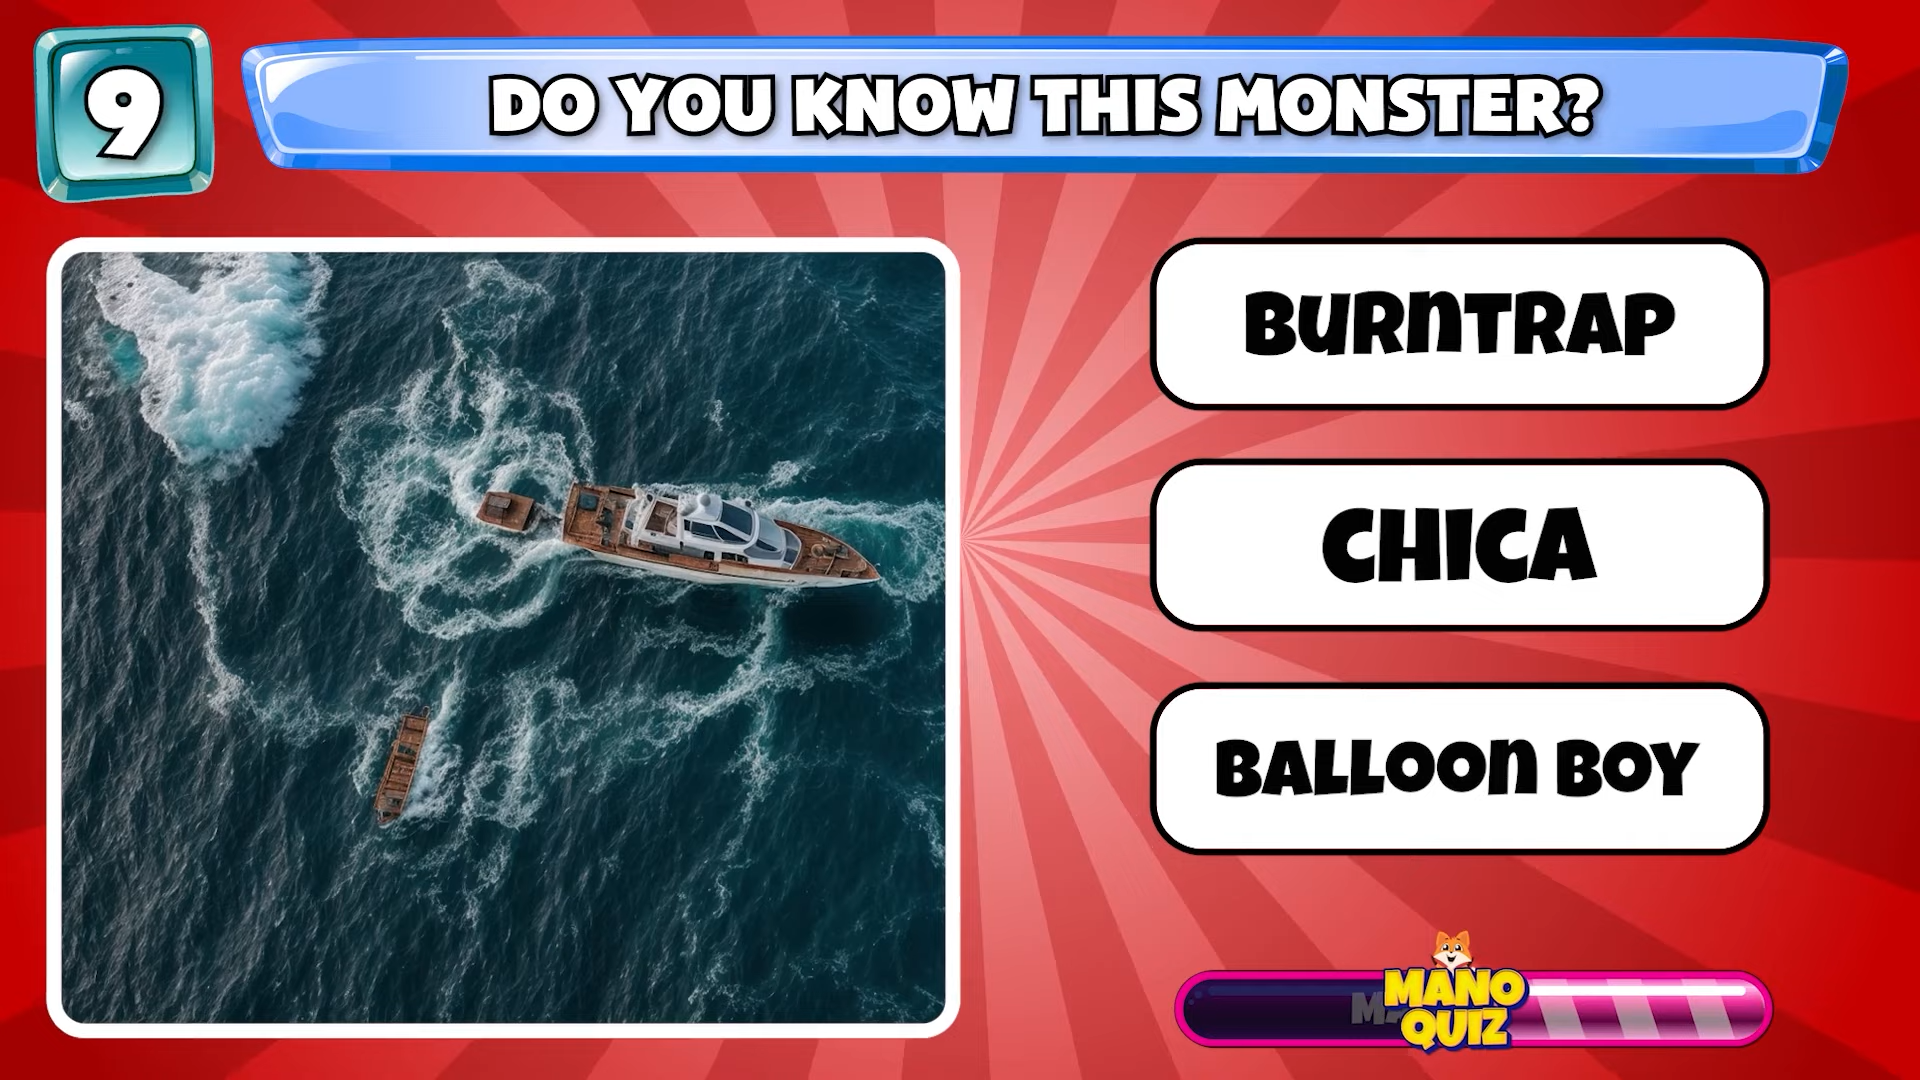 9
DO YOU KNOW THIS MONSTER?
BURNTRAP
CHICA
BALLOON BOY
MANO
QUIZ